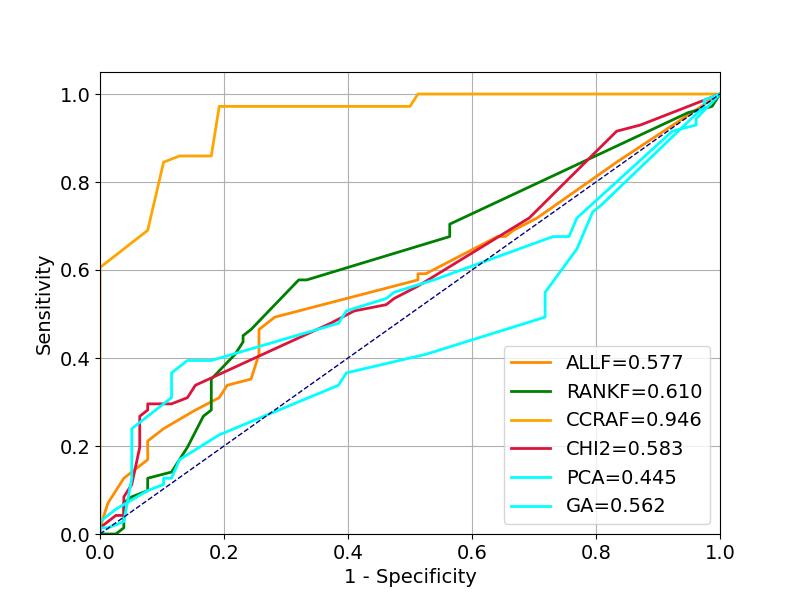 1.0
0.8
0.6
0.4
0.2
0.0
Sensitivity
ALLF=0.577
RANKF=0.610
CCRAF=0.946
CHI2=0.583
PCA=0.445
GA=0.562
0.0 0.2 0.4 0.6 0.8 1.0
1 - Specificity